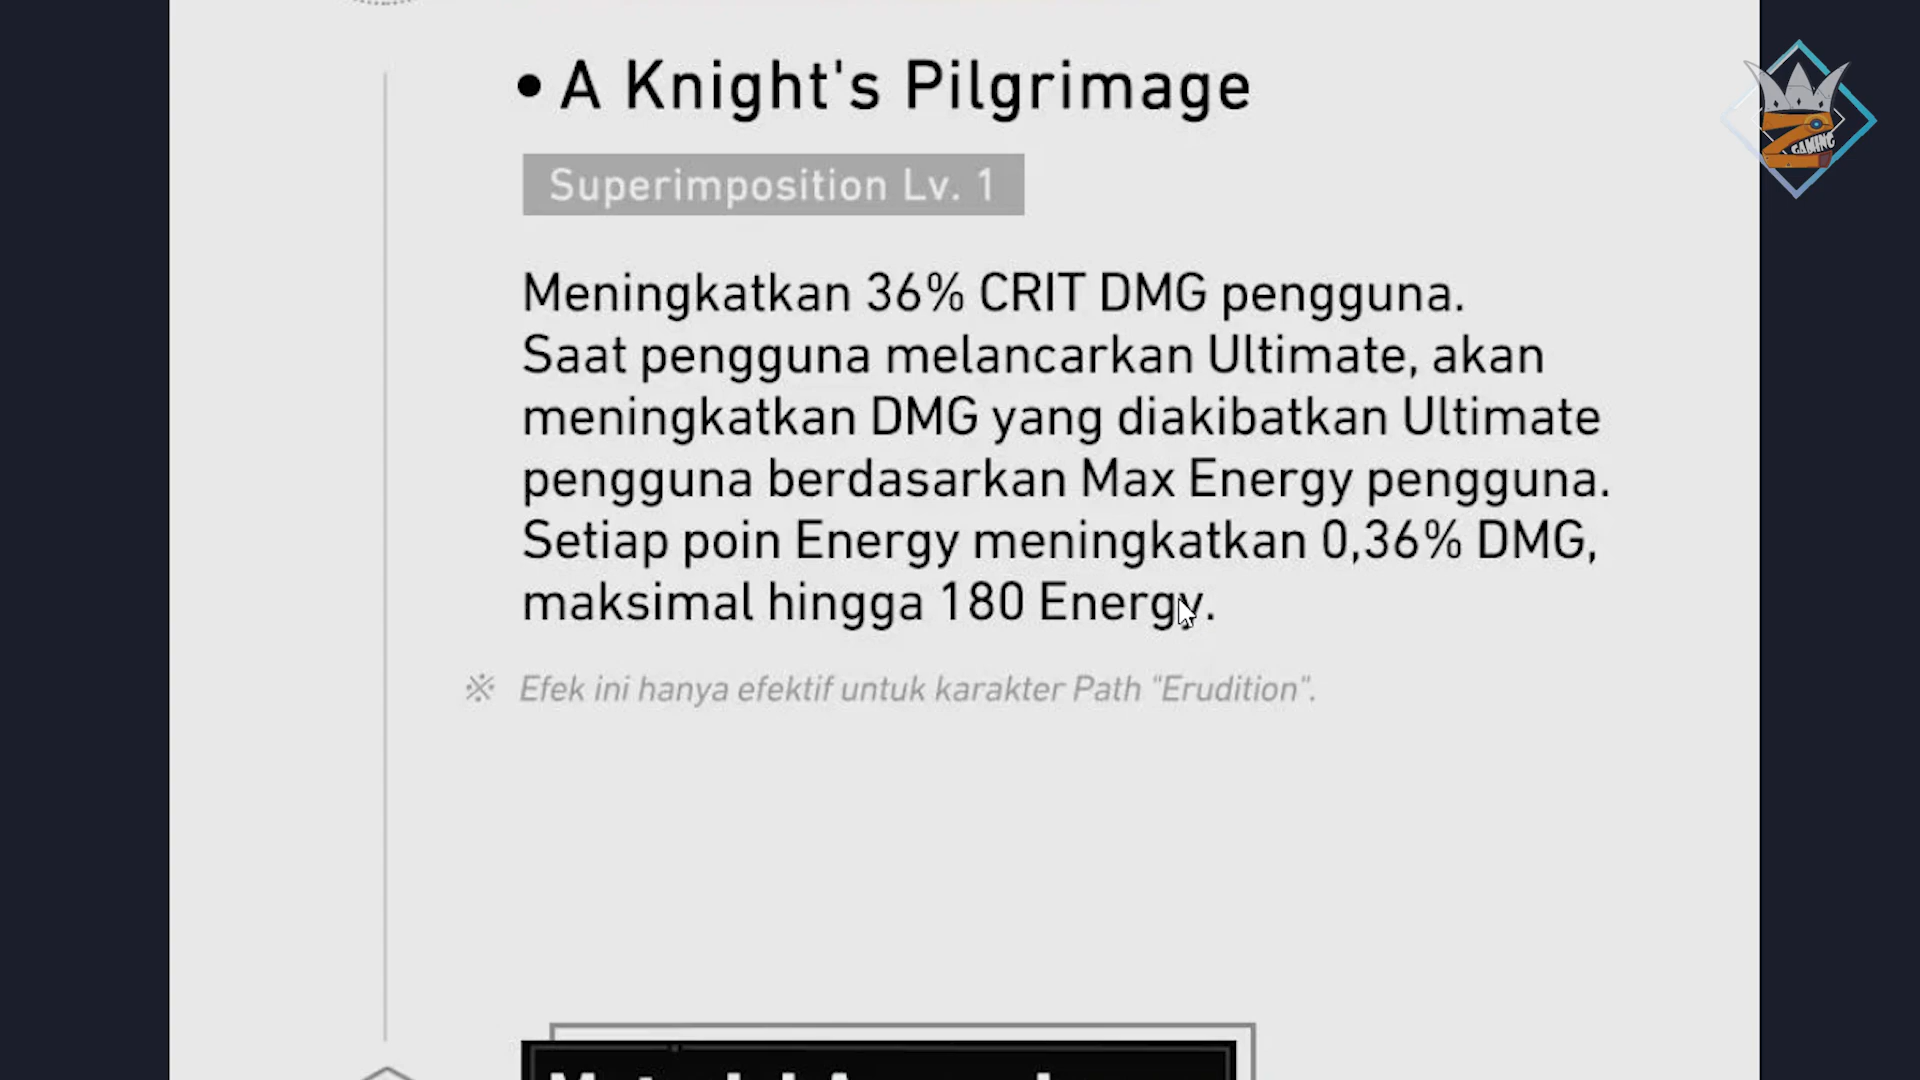 • A Knight's Pilgrimage
Superimposition Lv. 1
Meningkatkan 36% CRIT DMG pengguna.
Saat pengguna melancarkan Ultimate, akan
meningkatkan DMG yang diakibatkan Ultimate
pengguna berdasarkan Max Energy pengguna.
Setiap poin Energy meningkatkan 0,36% DMG,
maksimal hingga 180 Energy.
※ Efek ini hanya efektif untuk karakter Path "Erudition".
GAMING